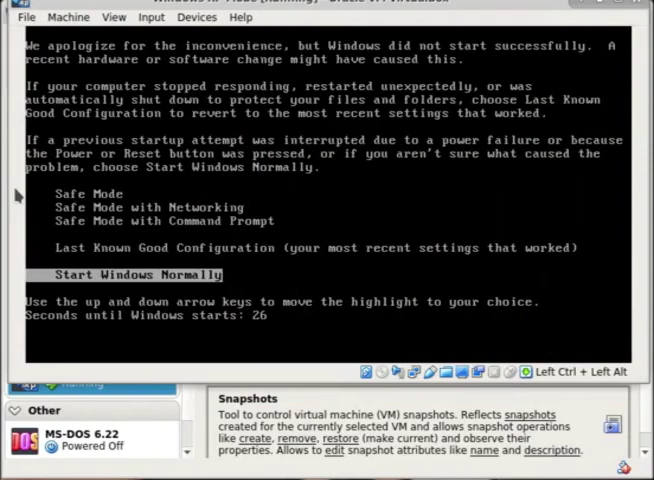 File Machine View Input Devices Help
We apologize for the inconvenience, but Windows did not start successfully. A
recent hardware or software change might have caused this.
If your computer stopped responding, restarted unexpectedly, or was
automatically shut down to protect your files and folders, choose Last Known
Good Configuration to revert to the most recent settings that worked.
If a previous startup attempt was interrupted due to a power failure or because
the Power or Reset button was pressed, or if you aren't sure what caused the
problem, choose Start Windows Normally.
Safe Mode
Safe Mode with Networking
Safe Mode with Command Prompt
Last Known Good Configuration (your most recent settings that worked)
Start Windows Normally
Use the up and down arrow keys to move the highlight to your choice.
Seconds until Windows starts: 26
Left Ctrl + Left Alt
Running
Other
MS-DOS 6.22
Powered Off
Snapshots
Tool to control virtual machine (VM) snapshots. Reflects snapshots
created for the currently selected VM and allows snapshot operations
like create, remove, restore (make current) and observe their
properties. Allows to edit snapshot attributes like name and description.